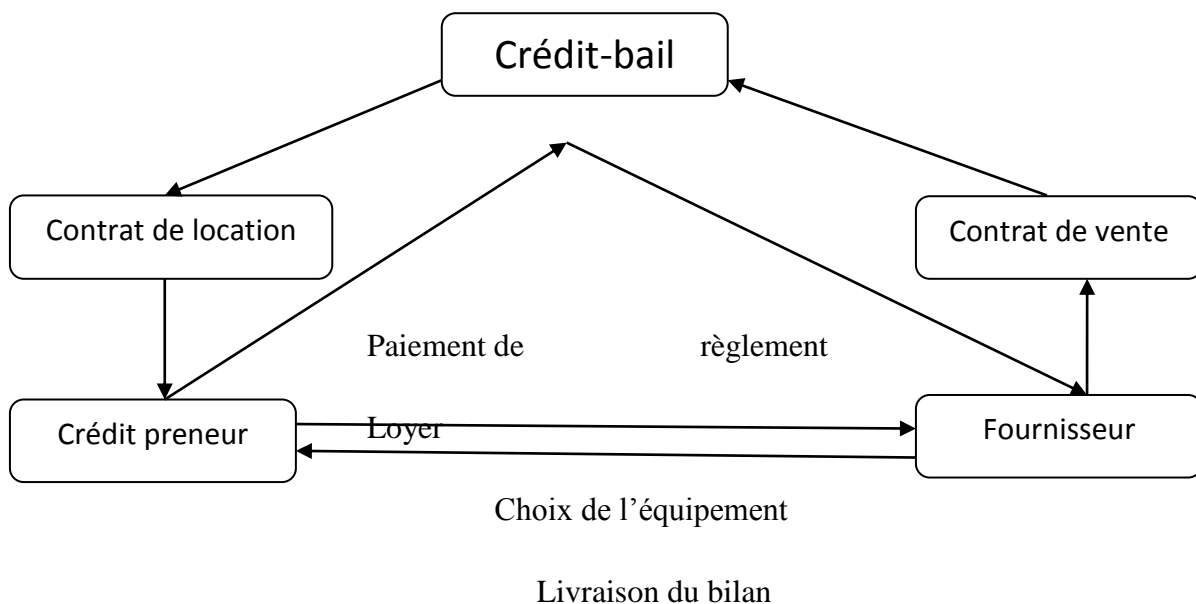 Crédit-bail
Contrat de location
Contrat de vente
Paiement de
règlement
Crédit preneur
Loyer
Fournisseur
Choix de l’équipement
Livraison du bilan